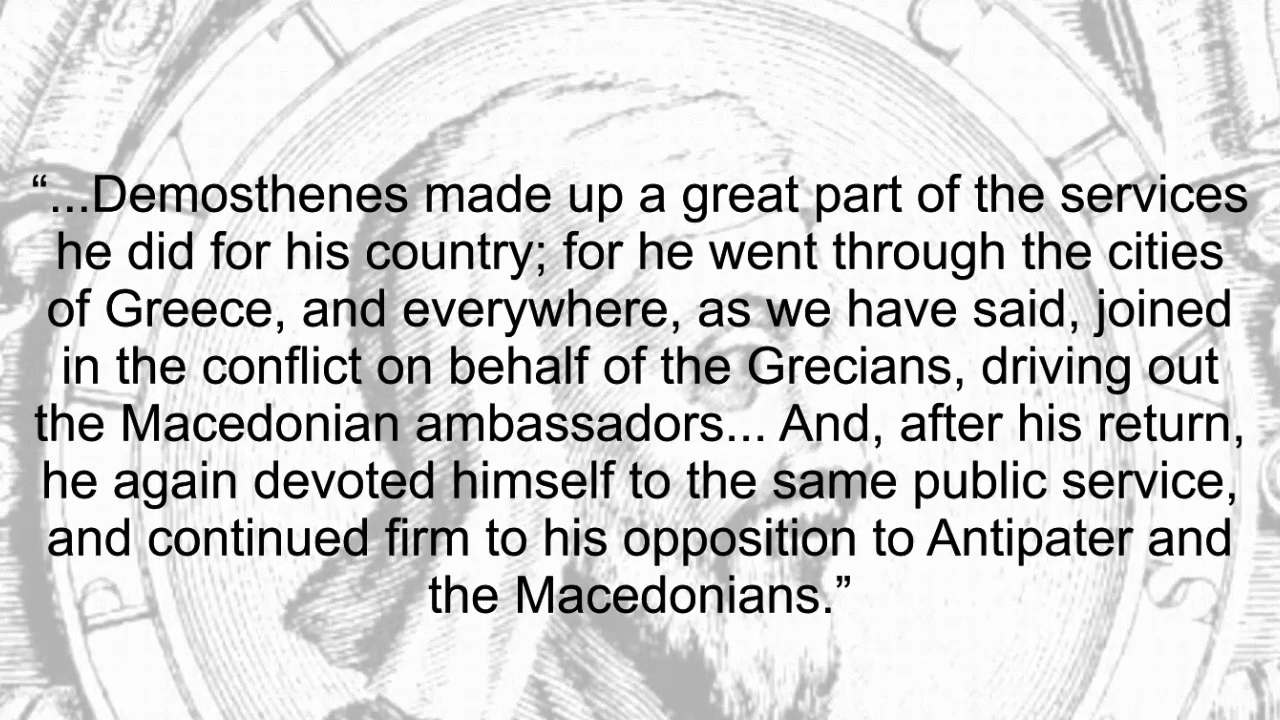 “...Demosthenes made up a great part of the services
he did for his country; for he went through the cities
of Greece, and everywhere, as we have said, joined
in the conflict on behalf of the Grecians, driving out
the Macedonian ambassadors... And, after his return,
he again devoted himself to the same public service,
and continued firm to his opposition to Antipater and
the Macedonians.”